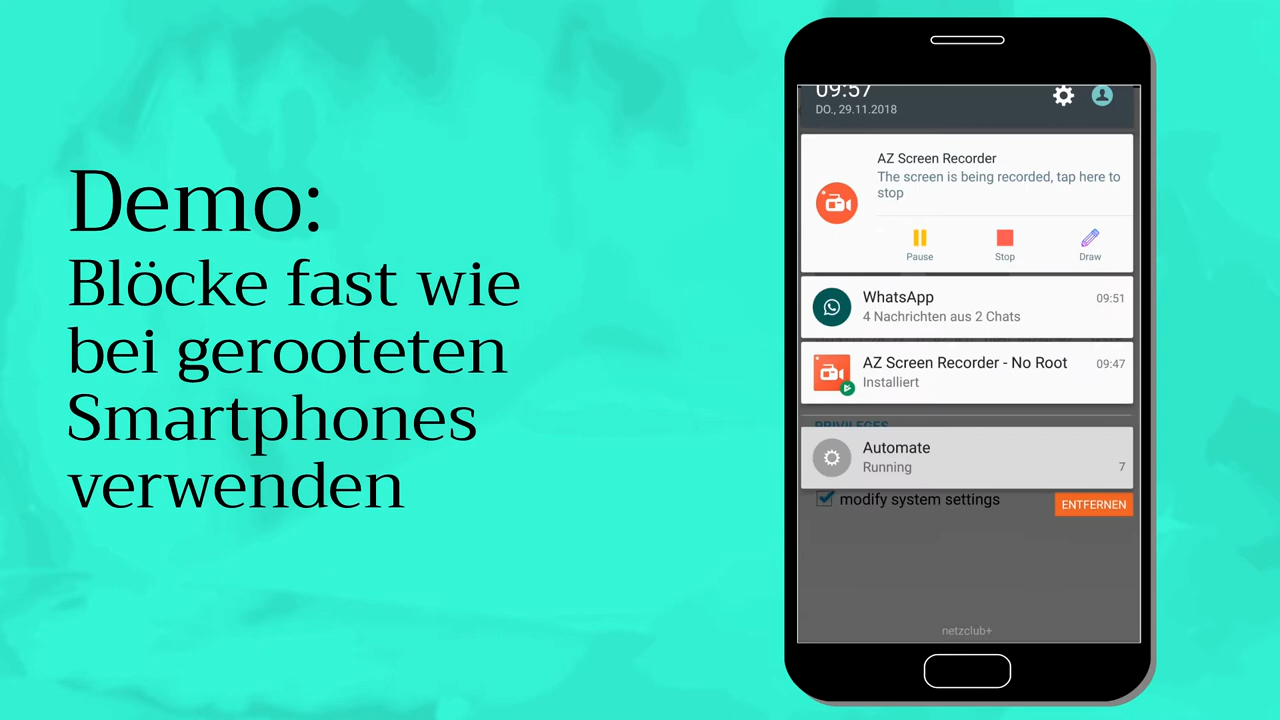 Demo:
Blöcke fast wie
bei gerooteten
Smartphones
verwenden
09:57
DO., 29.11.2018
AZ Screen Recorder
The screen is being recorded, tap here to
stop
Pause
Stop
Draw
WhatsApp
09:51
4 Nachrichten aus 2 Chats
AZ Screen Recorder - No Root
09:47
Installiert
PRIVILEGES
Automate
Running
7
modify system settings
ENTFERNEN
netzclub+